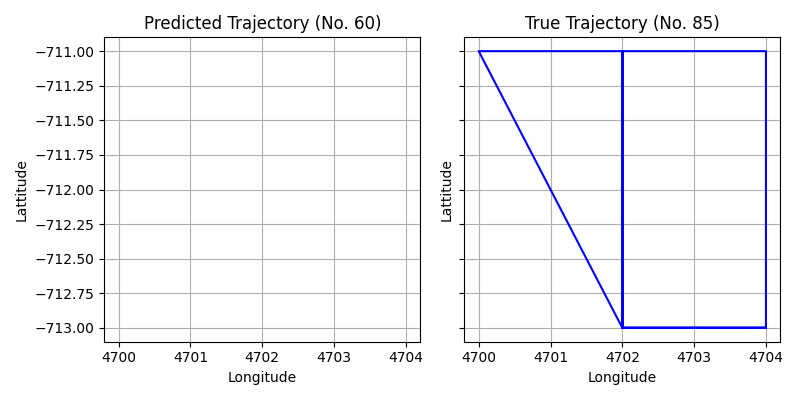 Predicted Trajectory (No. 60)
True Trajectory (No. 85)
−711.00
−711.25
−711.50
−711.75
−712.00
−712.25
−712.50
−712.75
−713.00
Lattitude
Lattitude
4700 4701 4702 4703 4704
4700 4701 4702 4703 4704
Longitude
Longitude